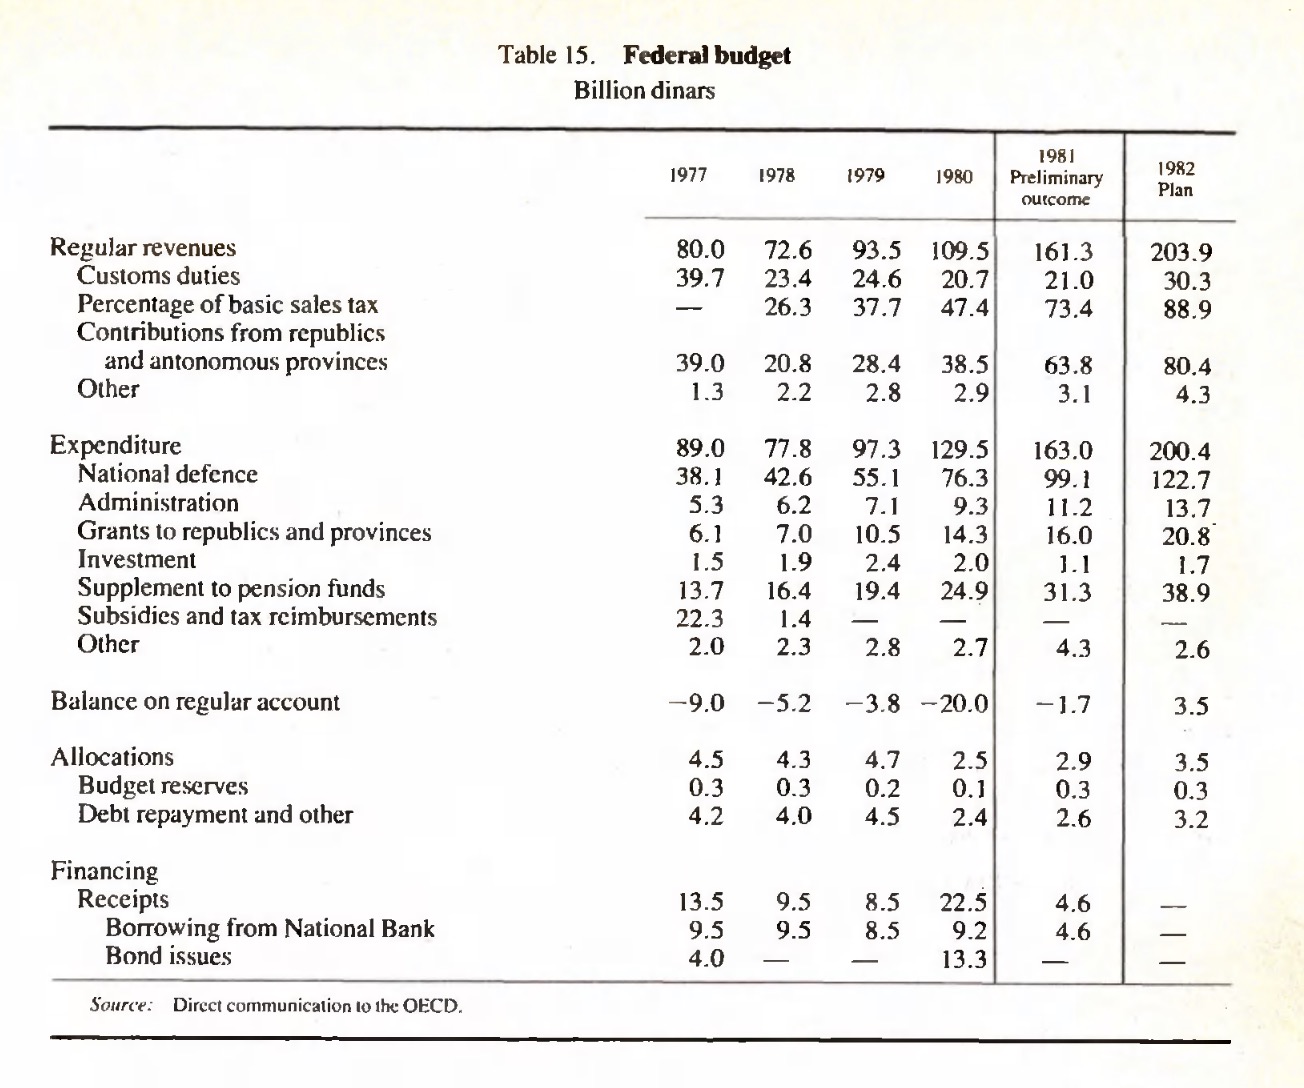 Table 15. Federal budget
Billion dinars
1977 1978 1979 1980 1981 Preliminary outcome 1982 Plan
Regular revenues 80.0 72.6 93.5 109.5 161.3 203.9
Customs duties 39.7 23.4 24.6 20.7 21.0 30.3
Percentage of basic sales tax — 26.3 37.7 47.4 73.4 88.9
Contributions from republics
and antonomous provinces 39.0 20.8 28.4 38.5 63.8 80.4
Other 1.3 2.2 2.8 2.9 3.1 4.3
Expenditure 89.0 77.8 97.3 129.5 163.0 200.4
National defence 38.1 42.6 55.1 76.3 99.1 122.7
Administration 5.3 6.2 7.1 9.3 11.2 13.7
Grants to republics and provinces 6.1 7.0 10.5 14.3 16.0 20.8
Investment 1.5 1.9 2.4 2.0 1.1 1.7
Supplement to pension funds 13.7 16.4 19.4 24.9 31.3 38.9
Subsidies and tax reimbursements 22.3 1.4 — — — —
Other 2.0 2.3 2.8 2.7 4.3 2.6
Balance on regular account −9.0 −5.2 −3.8 −20.0 −1.7 3.5
Allocations 4.5 4.3 4.7 2.5 2.9 3.5
Budget reserves 0.3 0.3 0.2 0.1 0.3 0.3
Debt repayment and other 4.2 4.0 4.5 2.4 2.6 3.2
Financing
Receipts 13.5 9.5 8.5 22.5 4.6 —
Borrowing from National Bank 9.5 9.5 8.5 9.2 4.6 —
Bond issues 4.0 — — 13.3 — —
Source: Direct communication to the OECD.